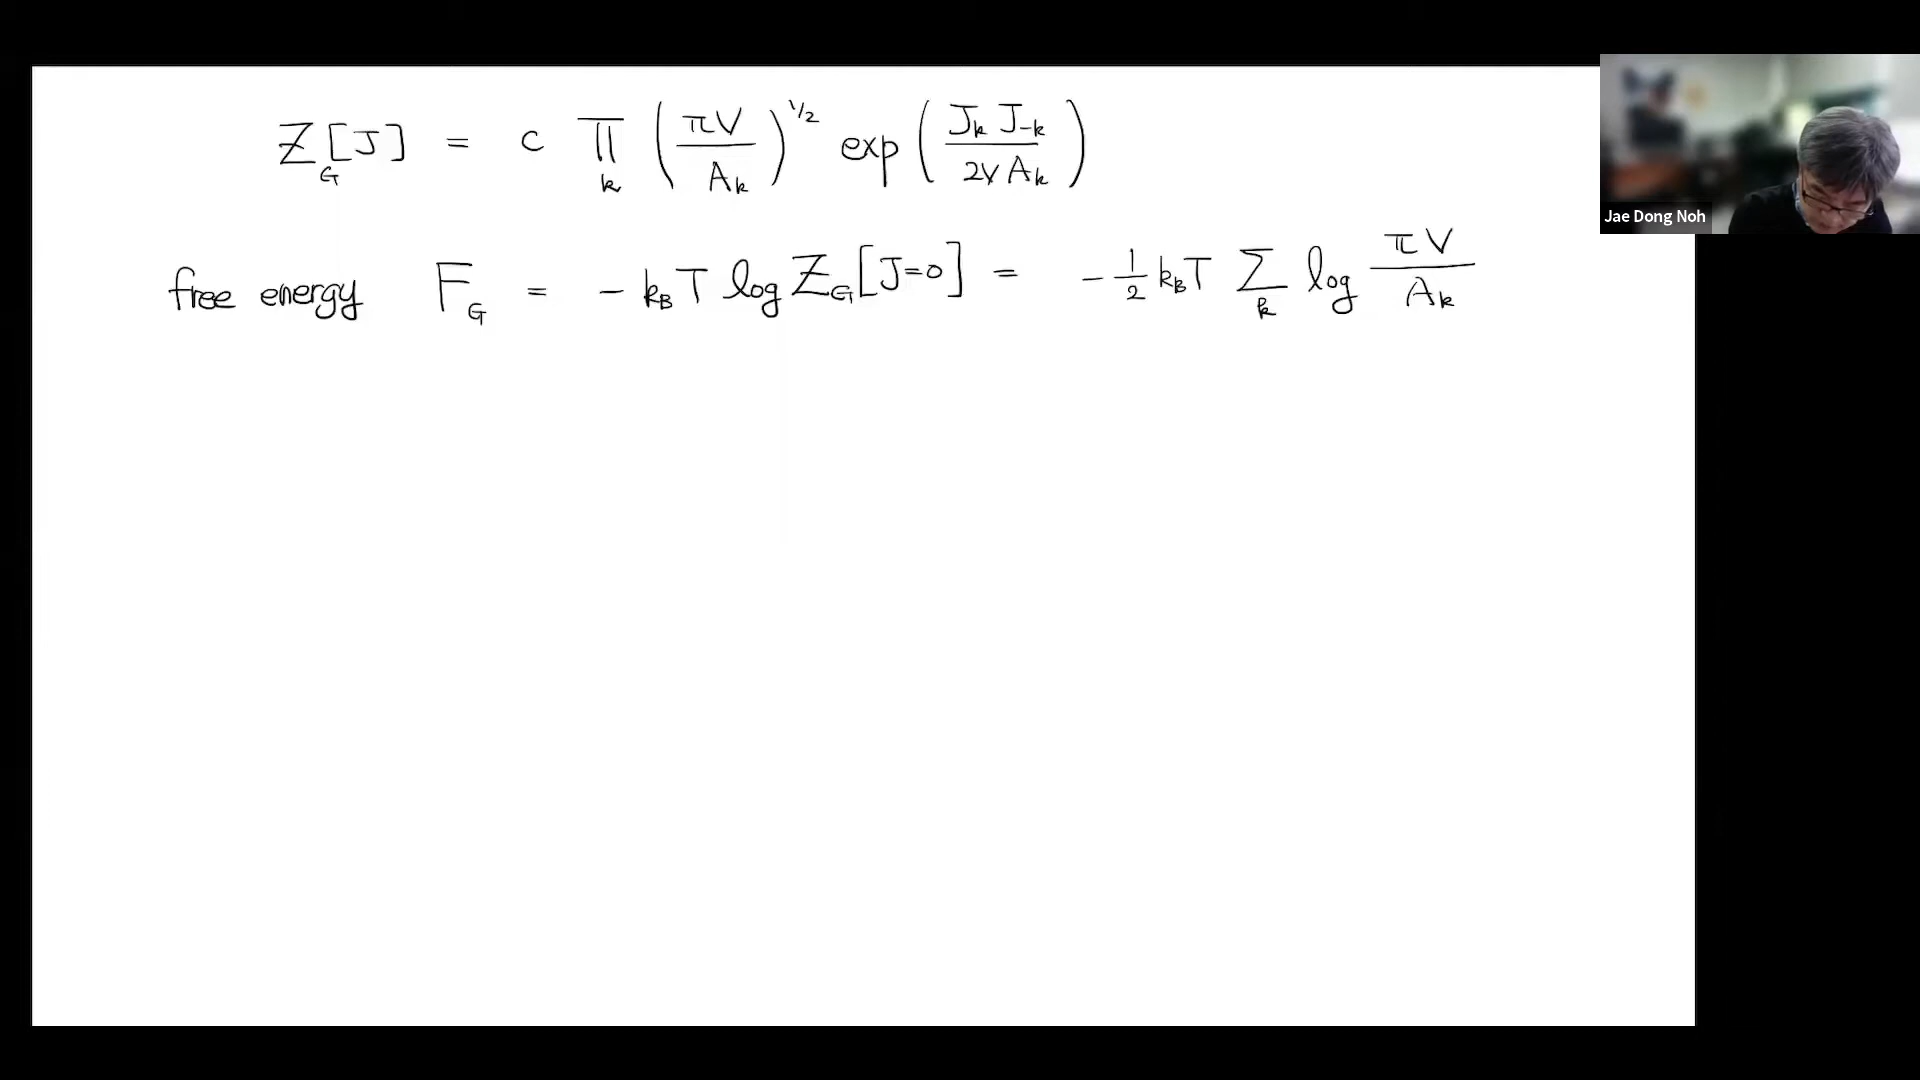 Z_G[J] = c ∏_k (πV / A_k)^{1/2} exp(J_k J_{-k} / 2V A_k)
Jae Dong Noh
free energy F_G = - k_B T log Z_G[J=0] = - 1/2 k_B T ∑_k log πV / A_k